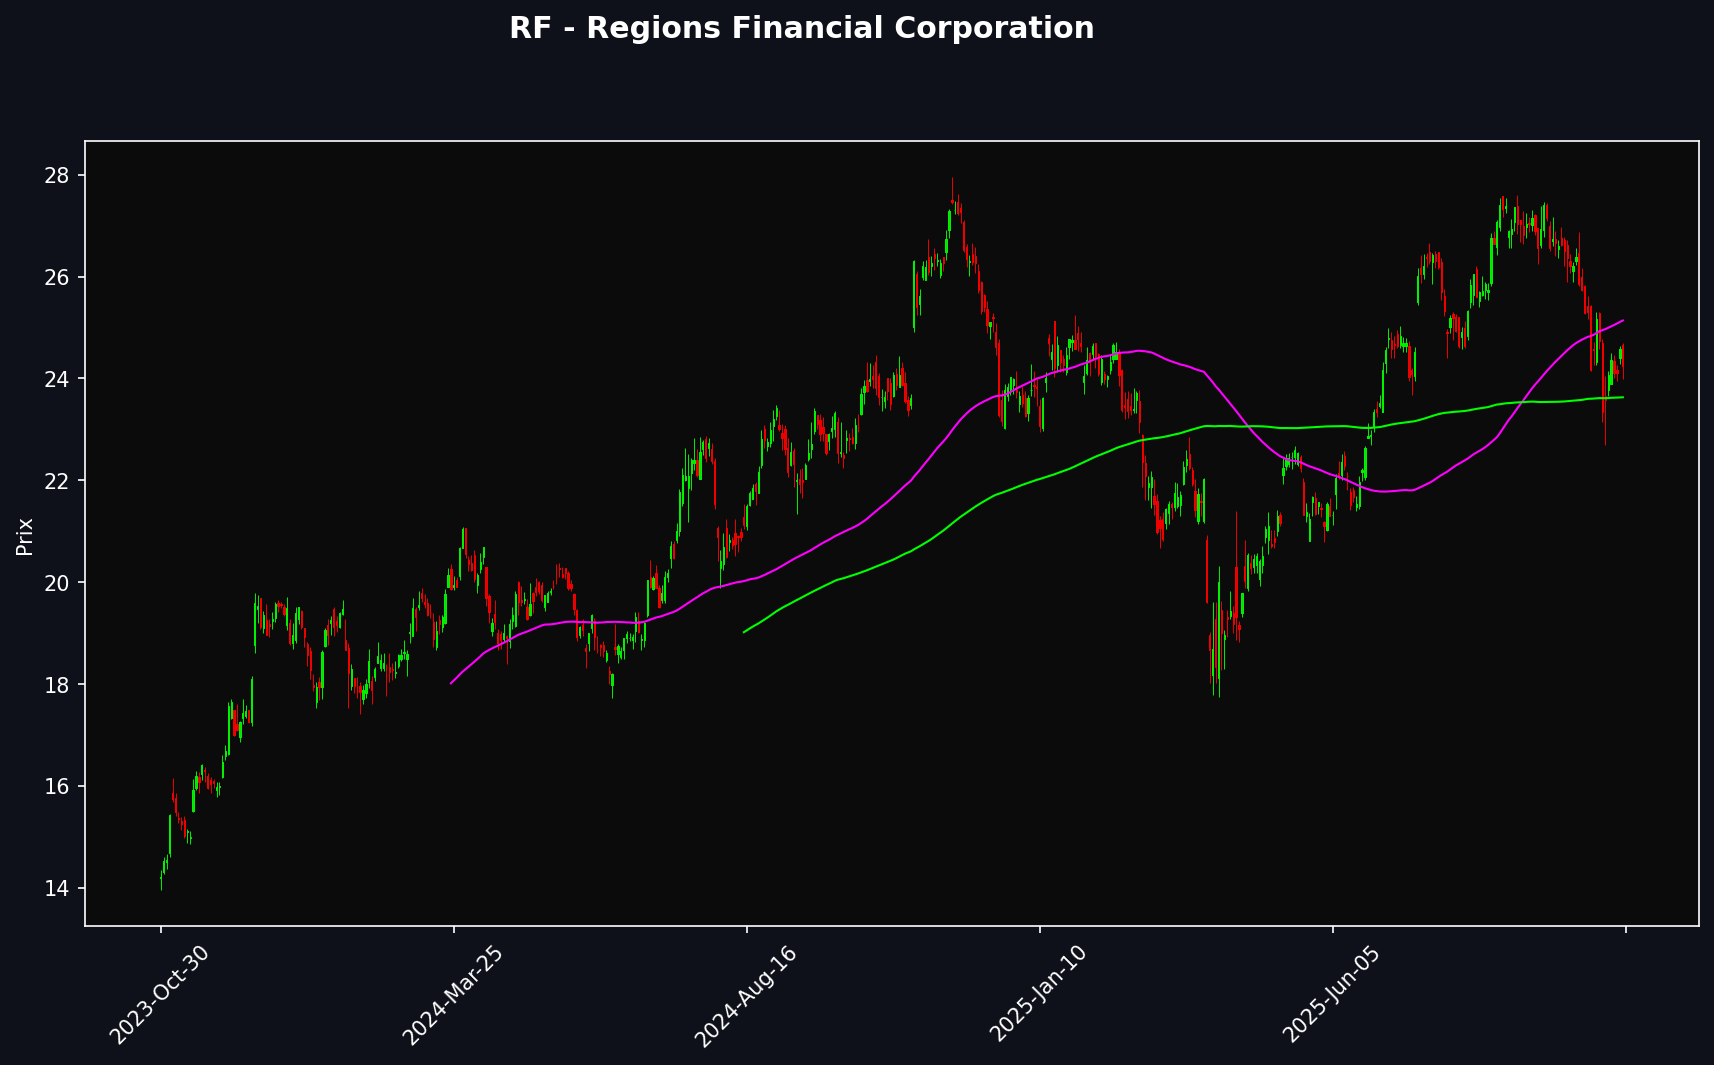 RF - Regions Financial Corporation
Prix
28
26
24
22
20
18
16
14
2023-Oct-30
2024-Mar-25
2024-Aug-16
2025-Jan-10
2025-Jun-05